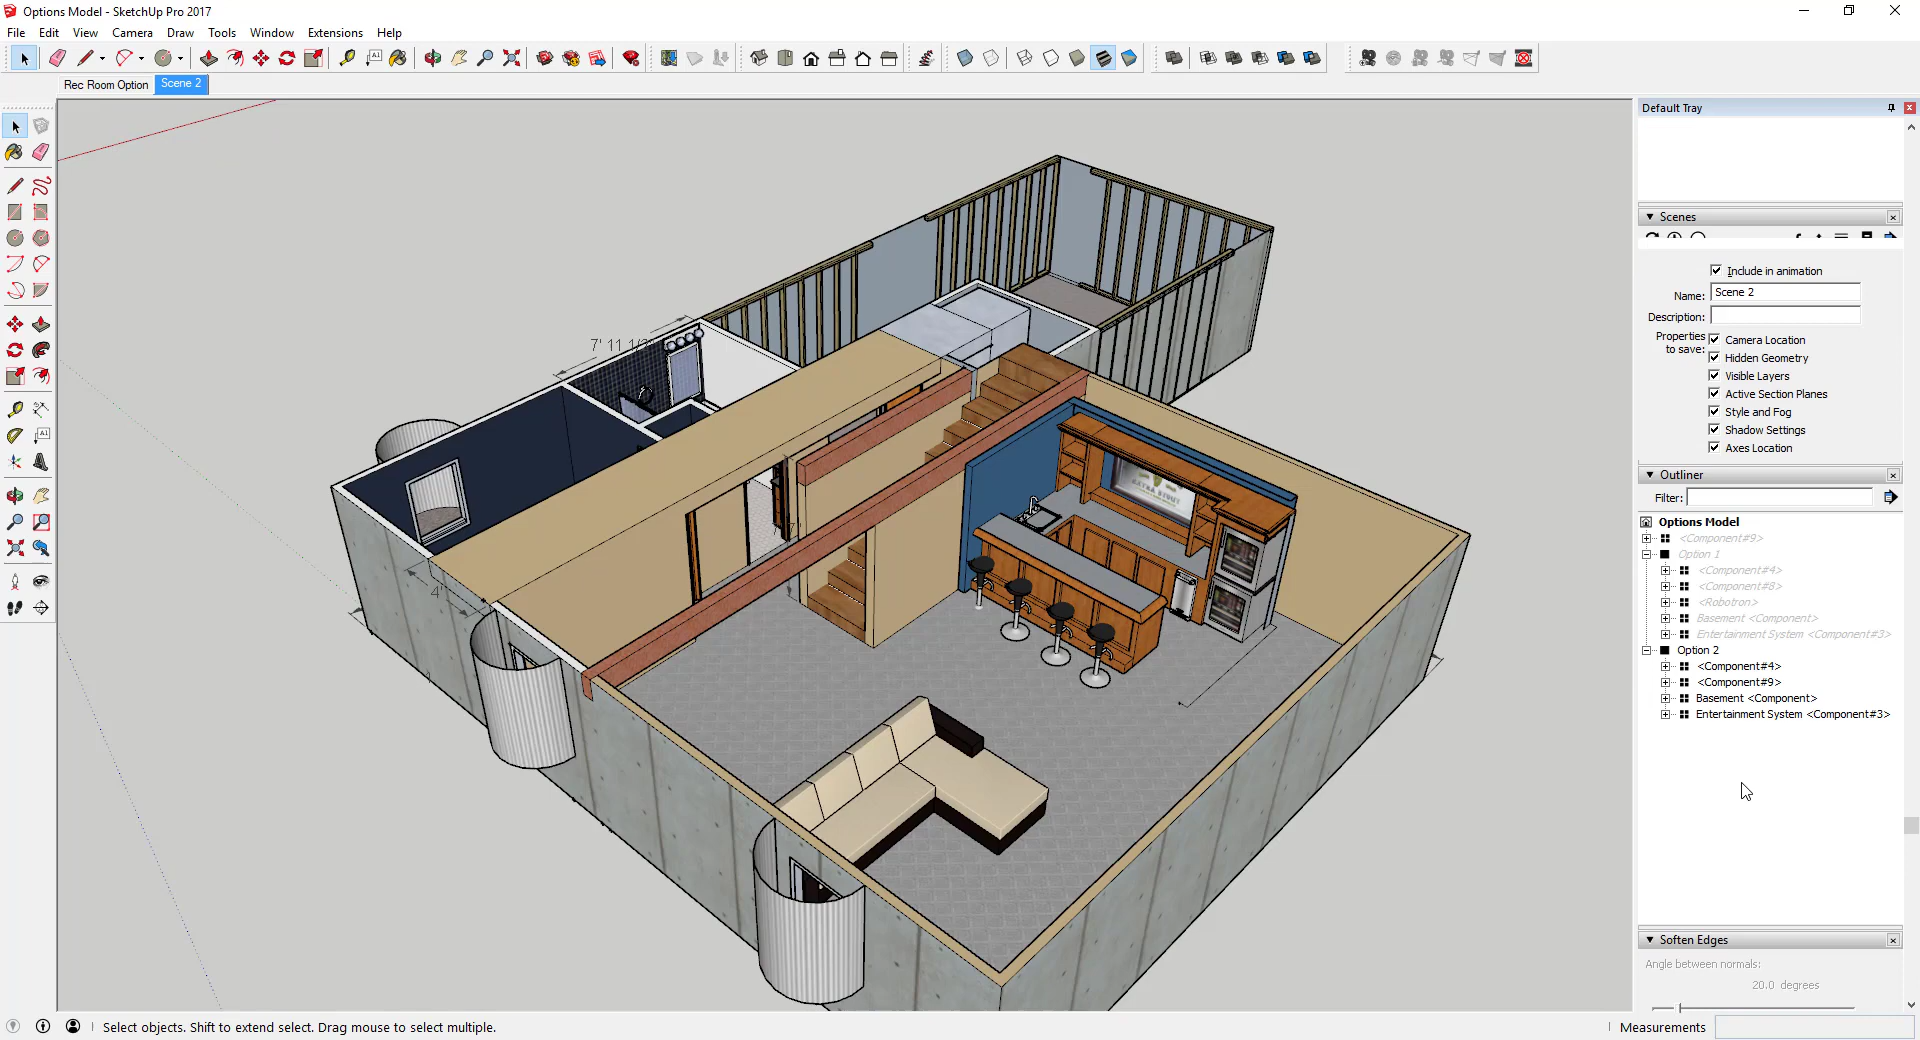 Options Model - SketchUp Pro 2017
File Edit View Camera Draw Tools Window Extensions Help
Rec Room Option Scene 2
Default Tray
Scenes
Include in animation
Name: Scene 2
Description:
Properties to save:
Camera Location
Hidden Geometry
Visible Layers
Active Section Planes
Style and Fog
Shadow Settings
Axes Location
Outliner
Filter:
Options Model
<Component#9>
Option 1
<Component#4>
<Component#8>
<Robotron>
Basement <Component>
Entertainment System <Component#3>
Option 2
<Component#4>
<Component#9>
Basement <Component>
Entertainment System <Component#3>
Soften Edges
Angle between normals:
20.0 degrees
7' 11
4'
EXTRA STOUT
Select objects. Shift to extend select. Drag mouse to select multiple.
Measurements